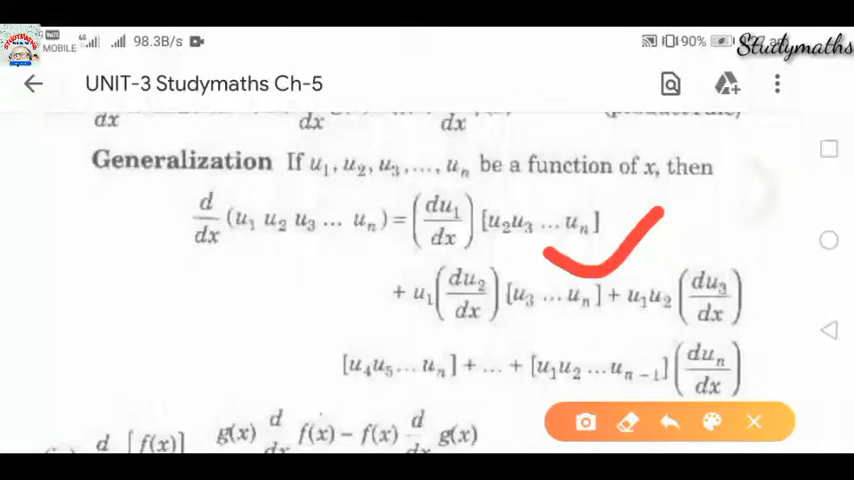 MOBILE 4G 98.3B/s 90% Studymaths
UNIT-3 Studymaths Ch-5
dx dx dx
Generalization If u₁, u₂, u₃, ..., uₙ be a function of x, then
d/dx (u₁ u₂ u₃ ... uₙ) = (du₁/dx) [u₂u₃ ... uₙ]
+ u₁(du₂/dx) [u₃ ... uₙ] + u₁u₂ (du₃/dx)
[u₄u₅ ... uₙ] + ... + [u₁u₂ ... uₙ₋₁] (duₙ/dx)
d [f(x)] g(x) d/dx f(x) – f(x) d/dx g(x)